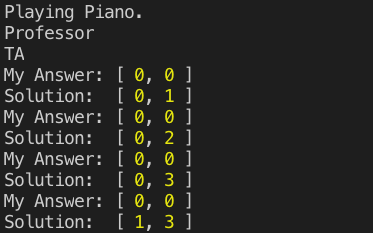 Playing Piano.
Professor
TA
My Answer: [ 0, 0 ]
Solution:  [ 0, 1 ]
My Answer: [ 0, 0 ]
Solution:  [ 0, 2 ]
My Answer: [ 0, 0 ]
Solution:  [ 0, 3 ]
My Answer: [ 0, 0 ]
Solution:  [ 1, 3 ]